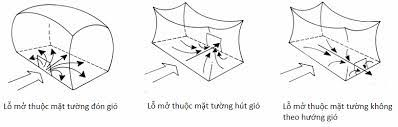 Lỗ mở thuộc mặt tường đón gió
Lỗ mở thuộc mặt tường hút gió
Lỗ mở thuộc mặt tường không
theo hướng gió